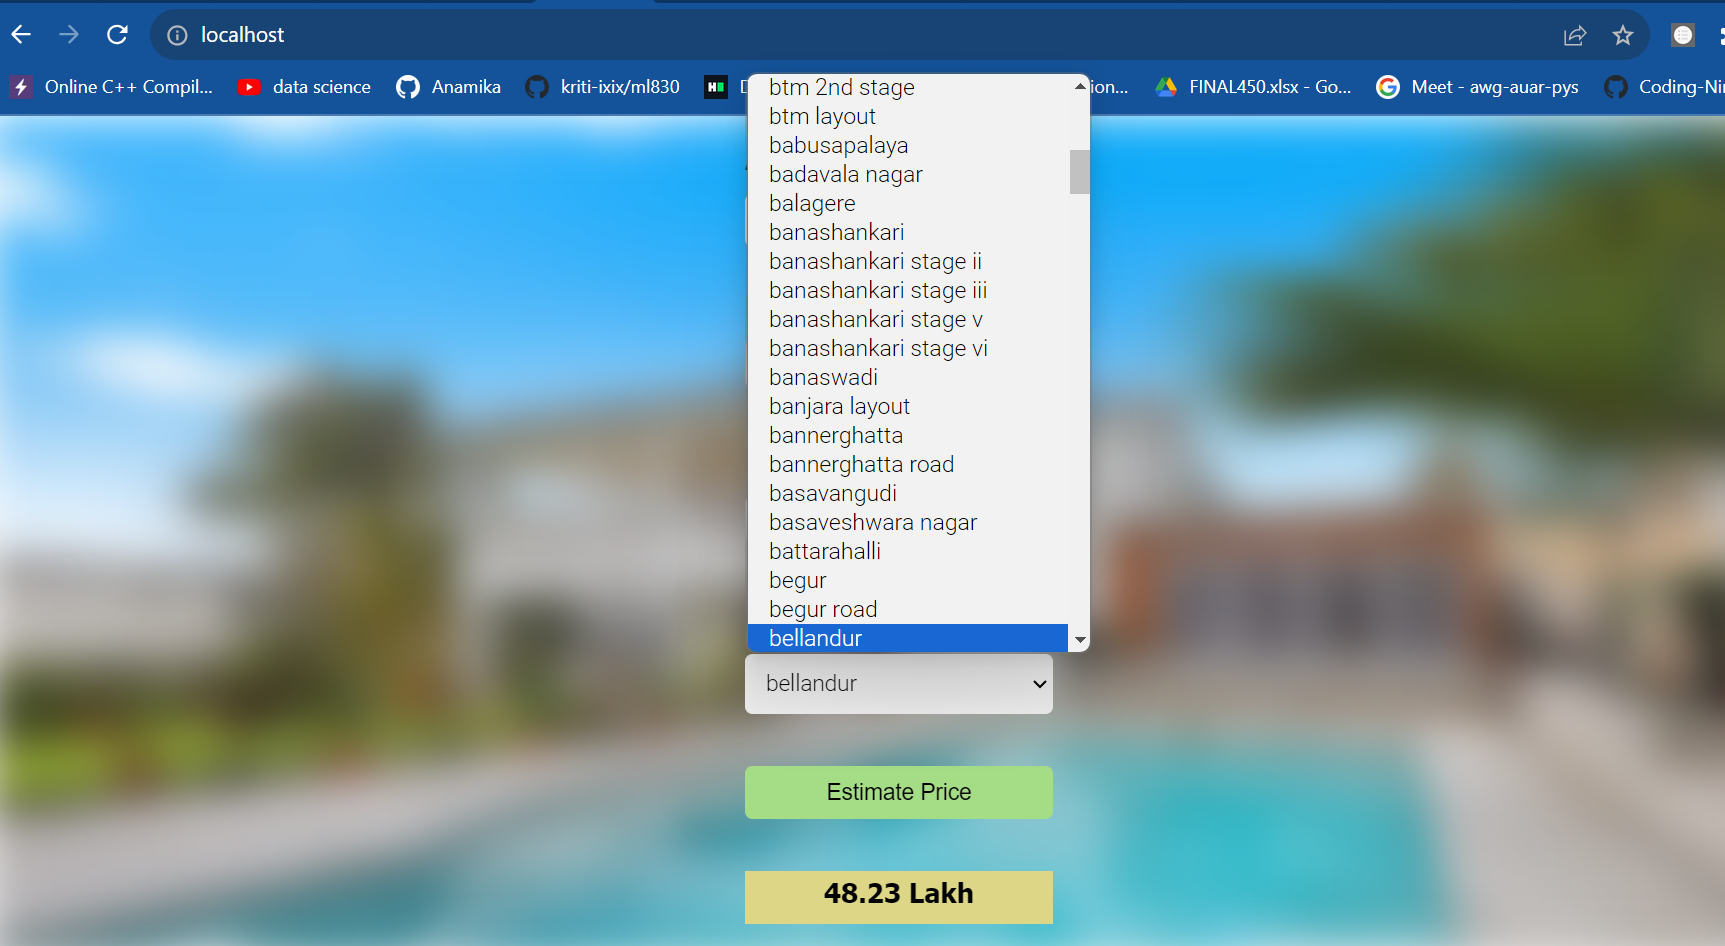 localhost
Online C++ Compil...
data science
Anamika
kriti-ixix/ml830
D
ion...
FINAL450.xlsx - Go...
Meet - awg-auar-pys
Coding-Nin
btm 2nd stage
btm layout
babusapalaya
badavala nagar
balagere
banashankari
banashankari stage ii
banashankari stage iii
banashankari stage v
banashankari stage vi
banaswadi
banjara layout
bannerghatta
bannerghatta road
basavangudi
basaveshwara nagar
battarahalli
begur
begur road
bellandur
bellandur
Estimate Price
48.23 Lakh